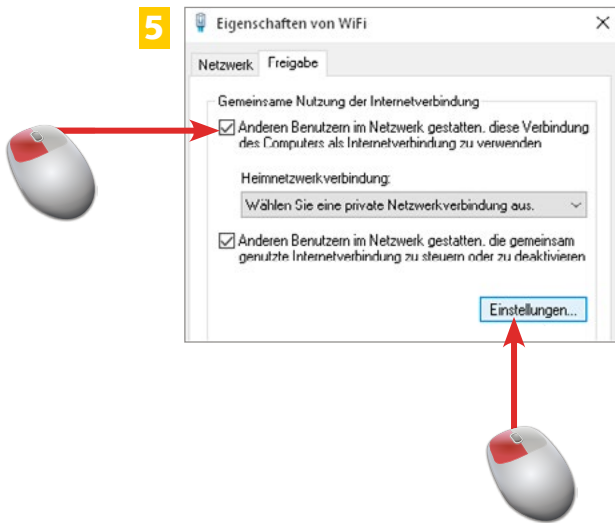 5
Eigenschaften von WiFi
Netzwerk Freigabe
Gemeinsame Nutzung der Internetverbindung
Anderen Benutzern im Netzwerk gestatten, diese Verbindung
des Computers als Internetverbindung zu verwenden
Heimnetzwerkverbindung:
Wählen Sie eine private Netzwerkverbindung aus.
Anderen Benutzern im Netzwerk gestatten, die gemeinsam
genutzte Internetverbindung zu steuern oder zu deaktivieren
Einstellungen...